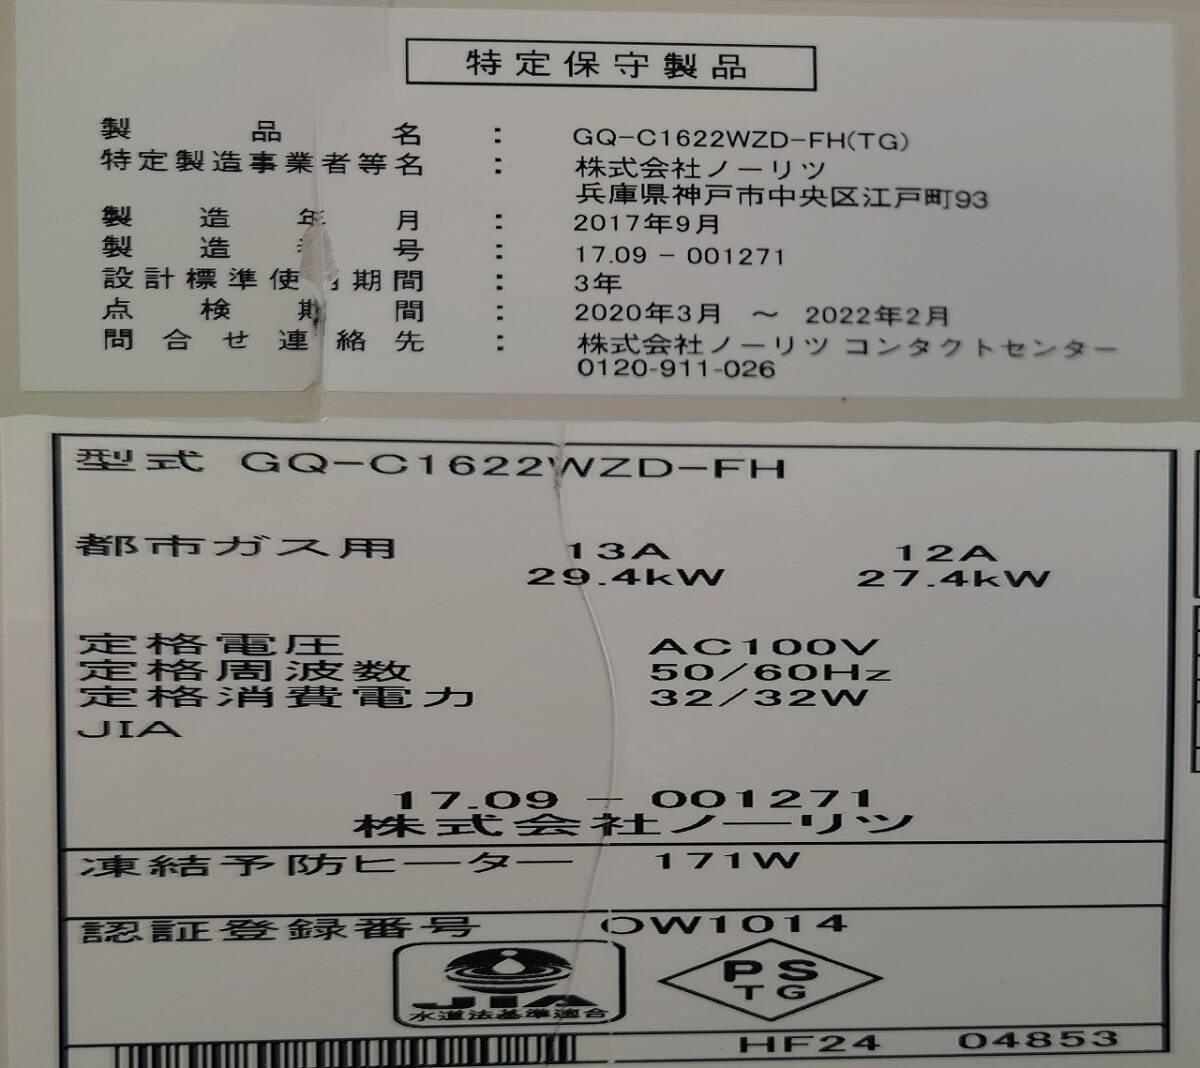 特定保守製品
製品名 : GQ-C1622WZD-FH(TG)
特定製造事業者等名 : 株式会社ノーリツ
兵庫県神戸市中央区江戸町93
製造年月 : 2017年9月
製造号 : 17.09 - 001271
設計標準使期間 : 3年
点検期間 : 2020年3月 ～ 2022年2月
問合せ連絡先 : 株式会社ノーリツ コンタクトセンター
0120-911-026
型式 GQ-C1622WZD-FH
都市ガス用 13A 12A
29.4kW 27.4kW
定格電圧 AC100V
定格周波数 50/60Hz
定格消費電力 32/32W
JIA
17.09 - 001271
株式会社ノーリツ
凍結予防ヒーター 171W
認証登録番号 OW1014
JIA
水道法基準適合
PS
TG
HF24 04853